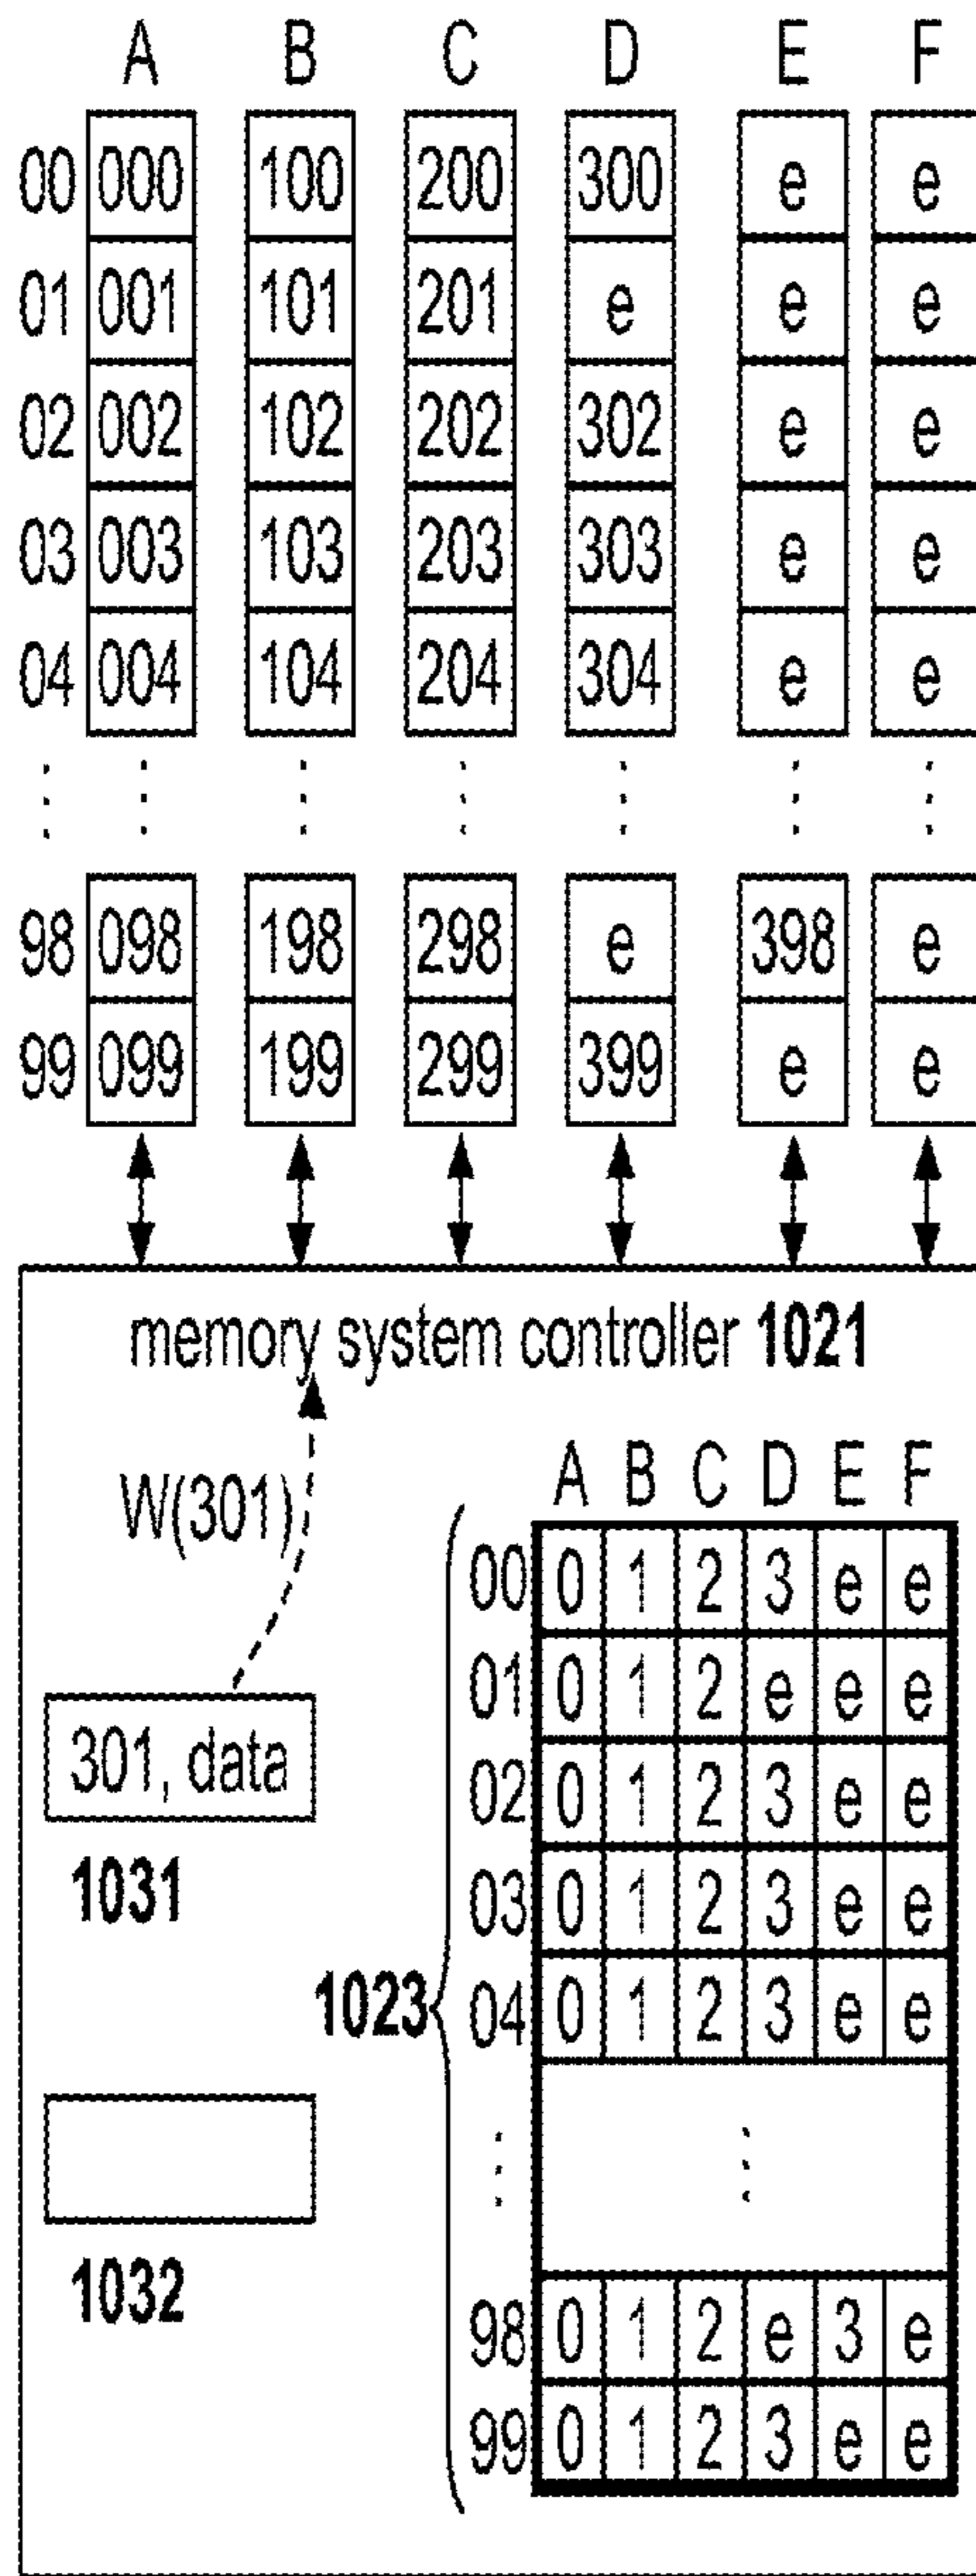 A B C D E F
00 000 100 200 300 e e
01 001 101 201 e e e
02 002 102 202 302 e e
03 003 103 203 303 e e
04 004 104 204 304 e e
98 098 198 298 e 398 e
99 099 199 299 399 e e
memory system controller 1021
W(301)
301, data
1031
1032
1023
A B C D E F
00 0 1 2 3 e e
01 0 1 2 e e e
02 0 1 2 3 e e
03 0 1 2 3 e e
04 0 1 2 3 e e
98 0 1 2 e 3 e
99 0 1 2 3 e e